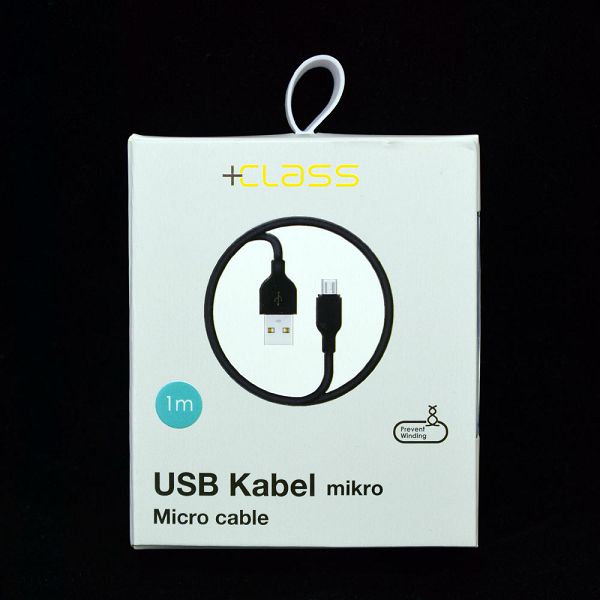 +CLASS
1m
Prevent
Winding
USB Kabel mikro
Micro cable